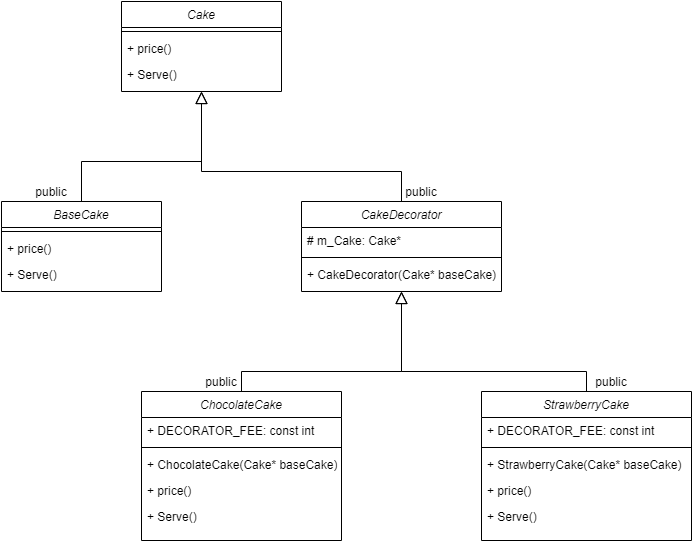 Cake
+ price()
+ Serve()
public
public
BaseCake
+ price()
+ Serve()
CakeDecorator
# m_Cake: Cake*
+ CakeDecorator(Cake* baseCake)
public
public
ChocolateCake
+ DECORATOR_FEE: const int
+ ChocolateCake(Cake* baseCake)
+ price()
+ Serve()
StrawberryCake
+ DECORATOR_FEE: const int
+ StrawberryCake(Cake* baseCake)
+ price()
+ Serve()